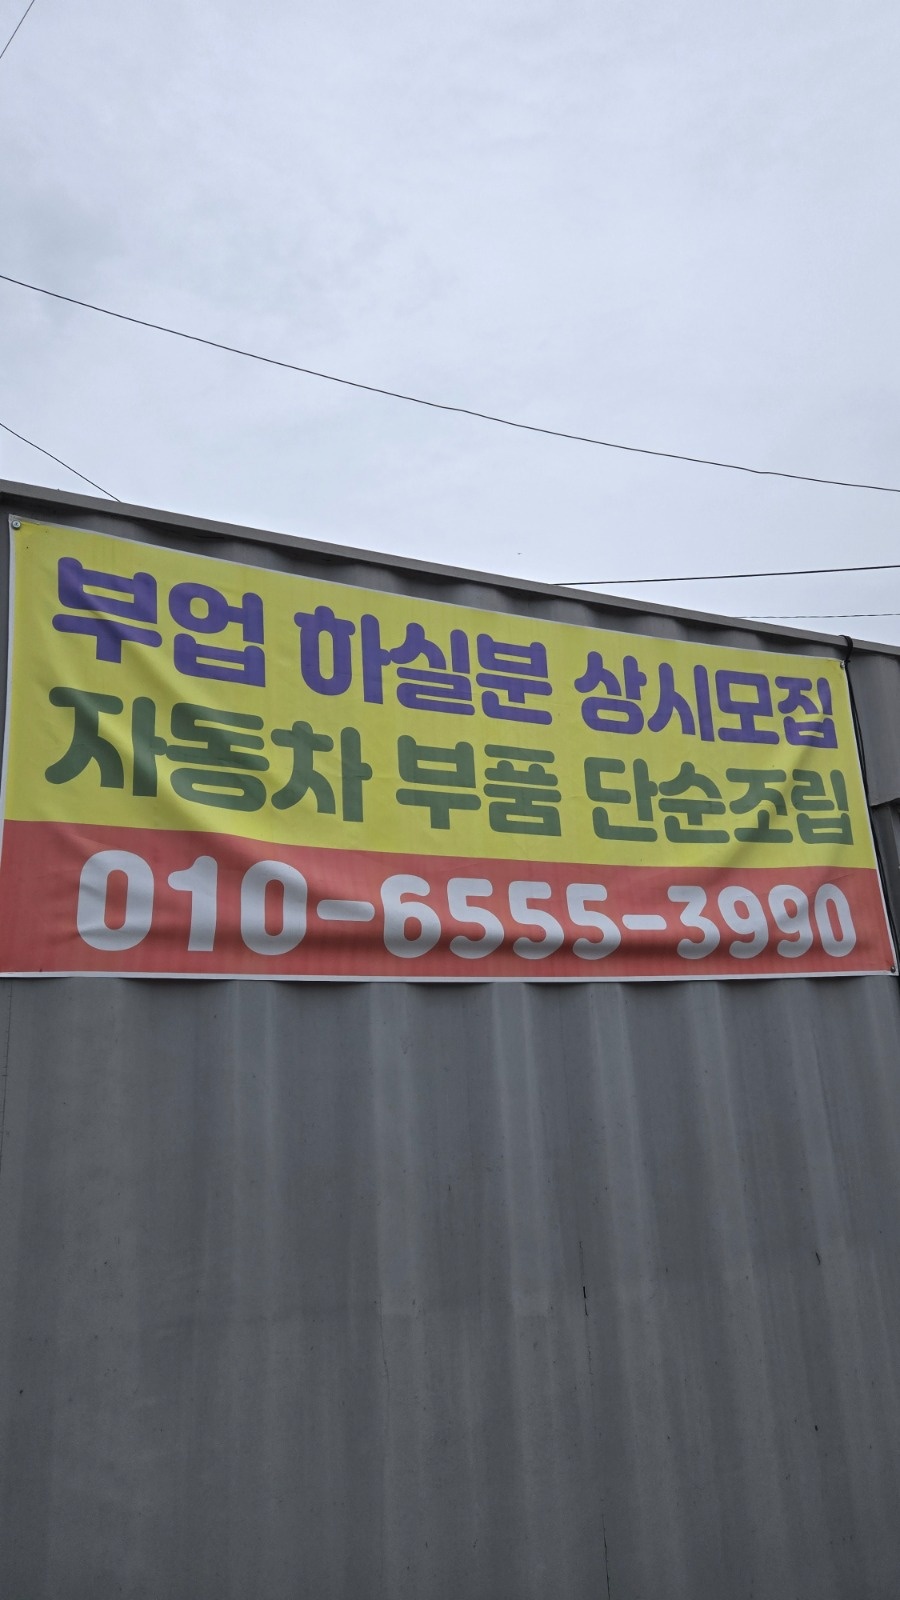 부업 하실분 상시모집
자동차 부품 단순조립
010-6555-3990